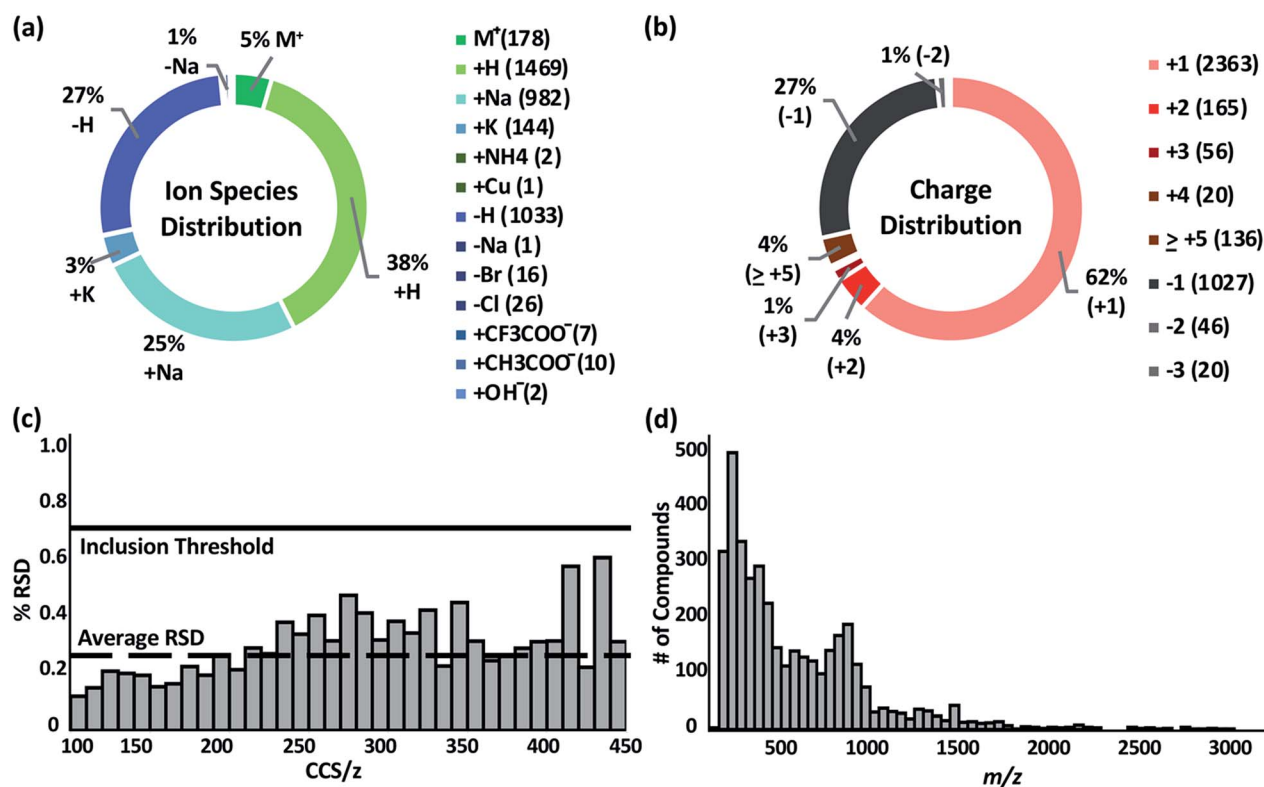 (a)
1%
-Na
5% M⁺
27%
-H
Ion Species
Distribution
3%
+K
25%
+Na
38%
+H
M⁺(178)
+H (1469)
+Na (982)
+K (144)
+NH4 (2)
+Cu (1)
-H (1033)
-Na (1)
-Br (16)
-Cl (26)
+CF3COO⁻(7)
+CH3COO⁻(10)
+OH⁻(2)
(b)
1% (-2)
27%
(-1)
Charge
Distribution
4%
(≥ +5)
1%
(+3)
4%
(+2)
62%
(+1)
+1 (2363)
+2 (165)
+3 (56)
+4 (20)
≥ +5 (136)
-1 (1027)
-2 (46)
-3 (20)
(c)
% RSD
1.0
0.8
0.6
0.4
0.2
0
Inclusion Threshold
Average RSD
100 150 200 250 300 350 400 450
CCS/z
(d)
# of Compounds
500
400
300
200
100
0
500 1000 1500 2000 2500 3000
m/z